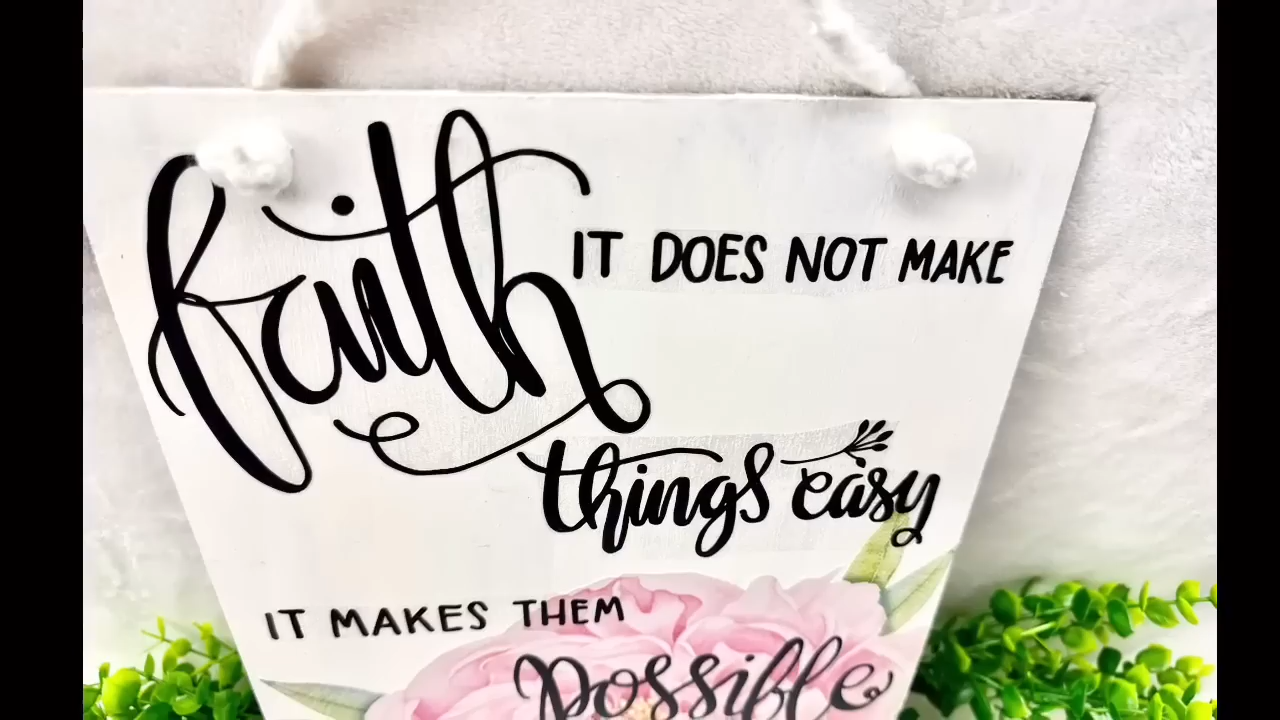 faith
IT DOES NOT MAKE
things easy
IT MAKES THEM
possible